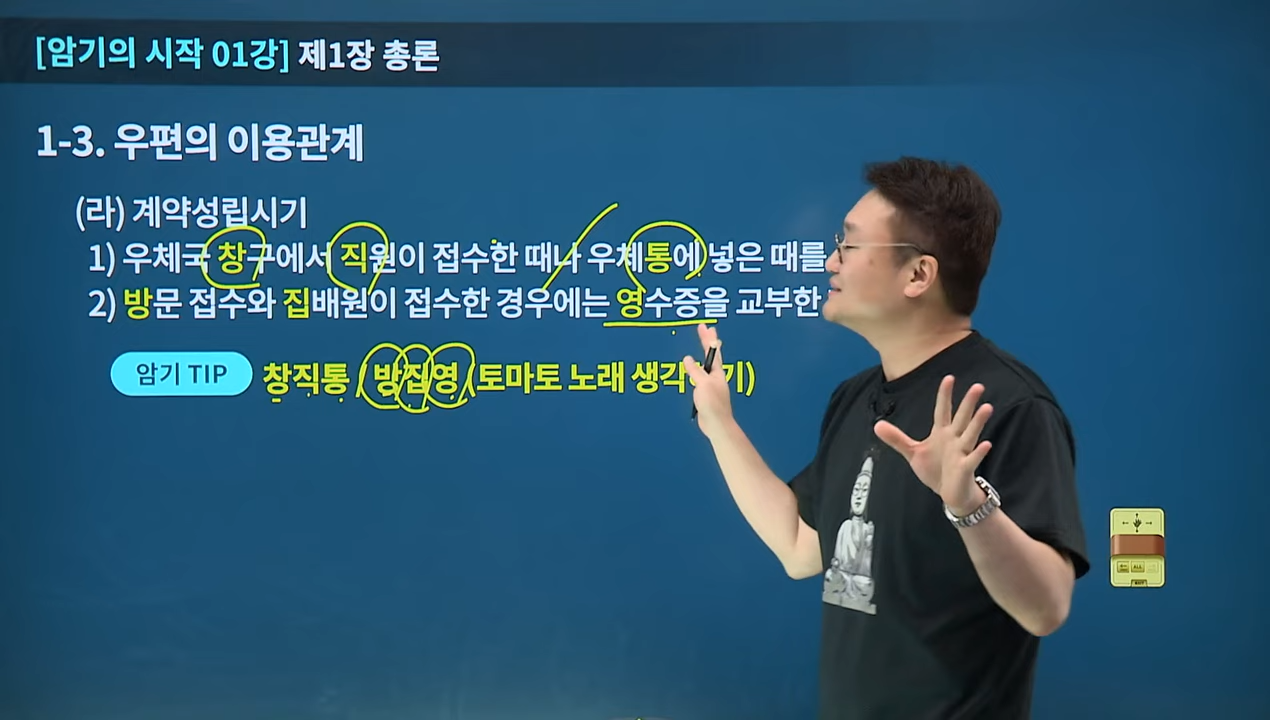 [암기의 시작 01강] 제1장 총론
1-3. 우편의 이용관계
(라) 계약성립시기
1) 우체국 창구에서 직원이 접수한 때나 우체통에 넣은 때를
2) 방문 접수와 집배원이 접수한 경우에는 영수증을 교부한
암기 TIP
창직통 / 방집영 (토마토 노래 생각하기)